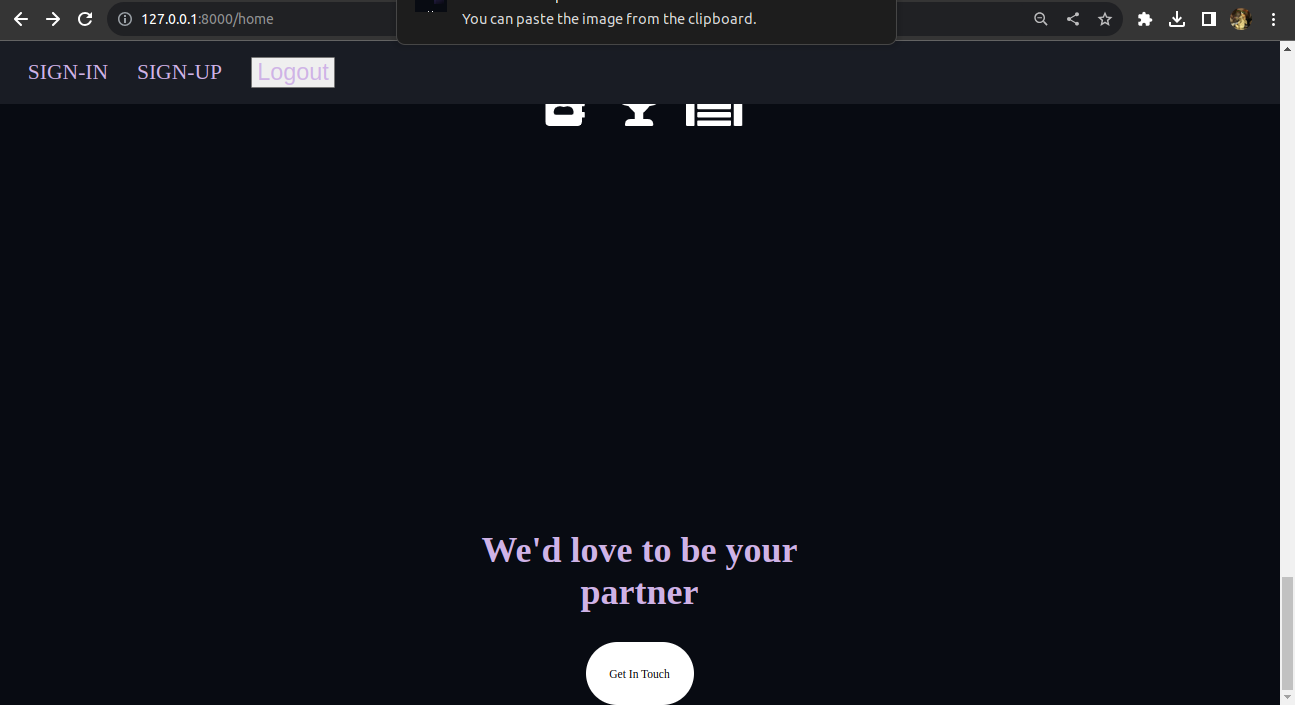 127.0.0.1:8000/home
You can paste the image from the clipboard.
SIGN-IN SIGN-UP Logout
We'd love to be your
partner
Get In Touch